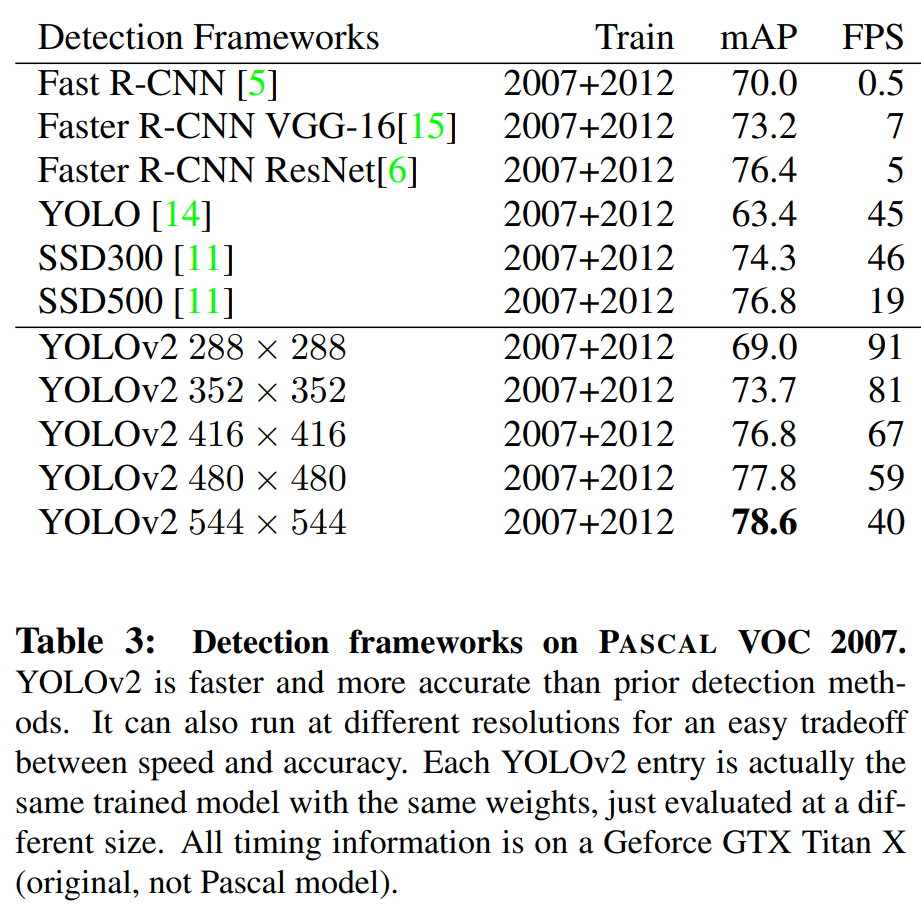 Detection Frameworks Train mAP FPS
Fast R-CNN [5] 2007+2012 70.0 0.5
Faster R-CNN VGG-16[15] 2007+2012 73.2 7
Faster R-CNN ResNet[6] 2007+2012 76.4 5
YOLO [14] 2007+2012 63.4 45
SSD300 [11] 2007+2012 74.3 46
SSD500 [11] 2007+2012 76.8 19
YOLOv2 288 × 288 2007+2012 69.0 91
YOLOv2 352 × 352 2007+2012 73.7 81
YOLOv2 416 × 416 2007+2012 76.8 67
YOLOv2 480 × 480 2007+2012 77.8 59
YOLOv2 544 × 544 2007+2012 78.6 40
Table 3: Detection frameworks on PASCAL VOC 2007.
YOLOv2 is faster and more accurate than prior detection meth-
ods. It can also run at different resolutions for an easy tradeoff
between speed and accuracy. Each YOLOv2 entry is actually the
same trained model with the same weights, just evaluated at a dif-
ferent size. All timing information is on a Geforce GTX Titan X
(original, not Pascal model).